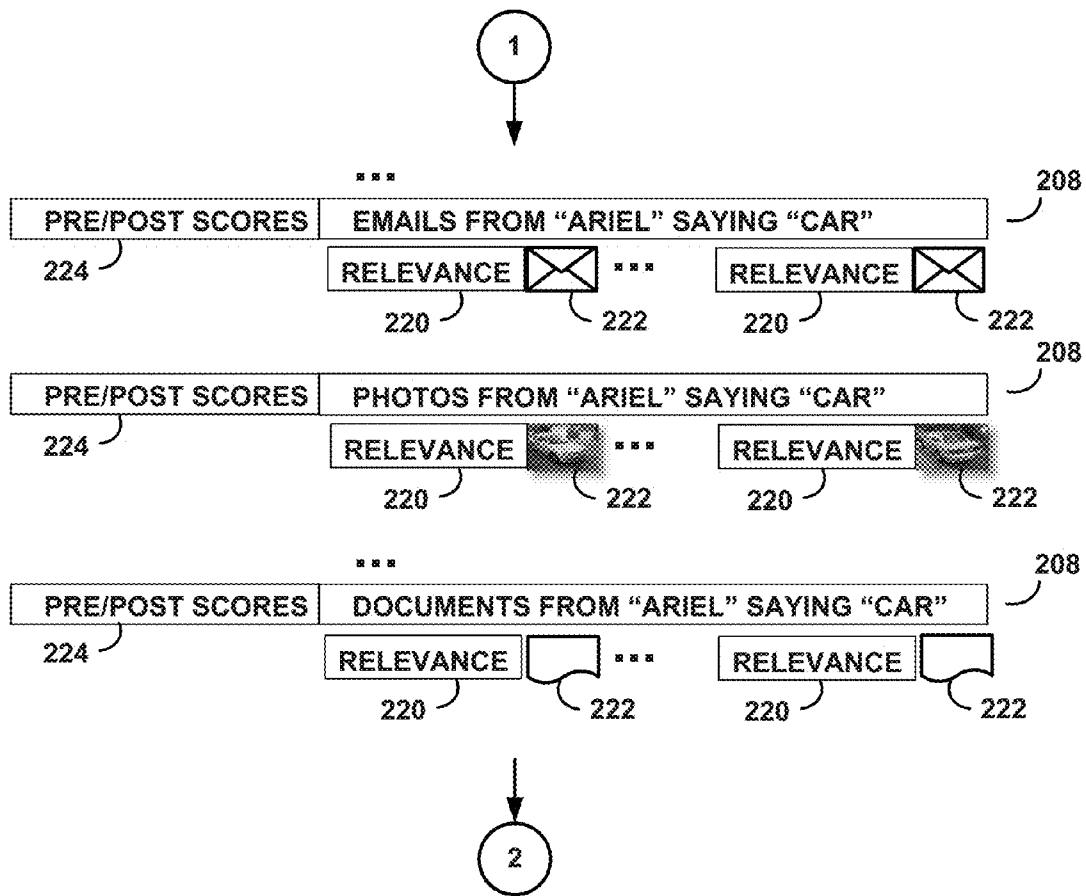 1
...
208
PRE/POST SCORES EMAILS FROM “ARIEL” SAYING “CAR”
224
RELEVANCE ... RELEVANCE
220 222 220 222
208
PRE/POST SCORES PHOTOS FROM “ARIEL” SAYING “CAR”
224
RELEVANCE ... RELEVANCE
220 222 220 222
...
208
PRE/POST SCORES DOCUMENTS FROM “ARIEL” SAYING “CAR”
224
RELEVANCE ... RELEVANCE
220 222 220 222
2